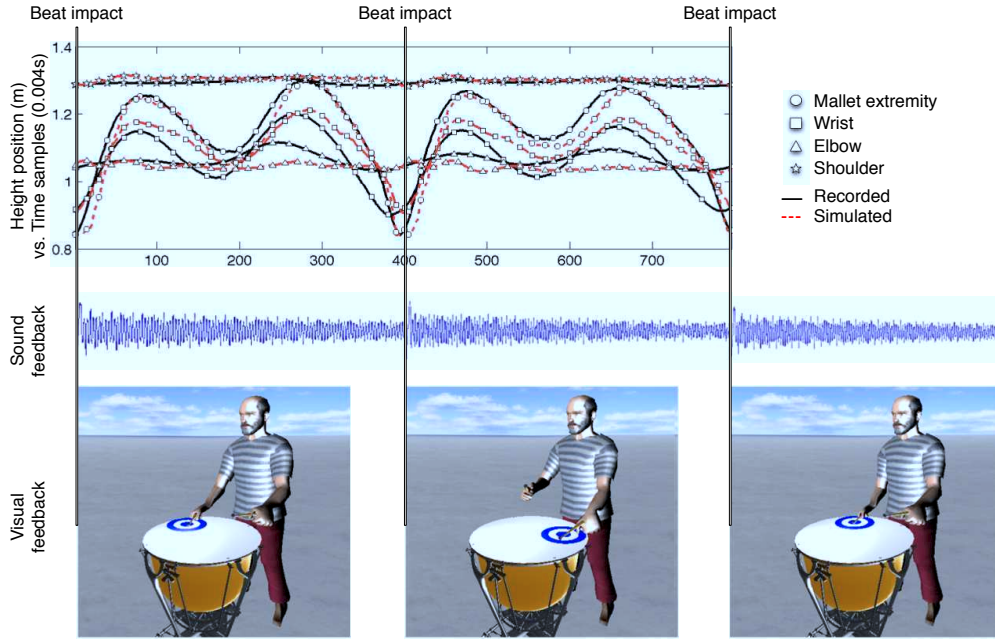 Beat impact
Beat impact
Beat impact
Height position (m)
vs. Time samples (0.004s)
1.4
1.2
1
0.8
100
200
300
400
500
600
700
Mallet extremity
Wrist
Elbow
Shoulder
Recorded
Simulated
Sound
feedback
Visual
feedback